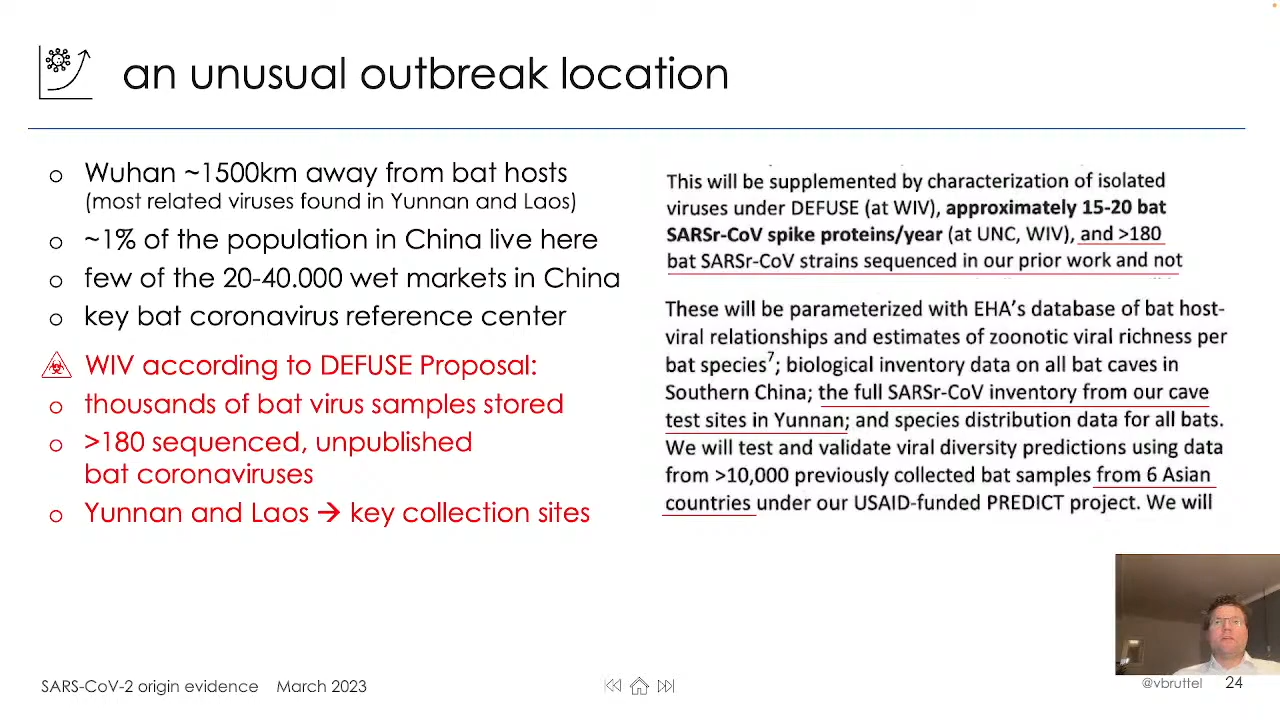 an unusual outbreak location
o Wuhan ~1500km away from bat hosts
(most related viruses found in Yunnan and Laos)
o ~1% of the population in China live here
o few of the 20-40.000 wet markets in China
o key bat coronavirus reference center
WIV according to DEFUSE Proposal:
o thousands of bat virus samples stored
o >180 sequenced, unpublished
bat coronaviruses
o Yunnan and Laos → key collection sites
This will be supplemented by characterization of isolated
viruses under DEFUSE (at WIV), approximately 15-20 bat
SARSr-CoV spike proteins/year (at UNC, WIV), and >180
bat SARSr-CoV strains sequenced in our prior work and not
These will be parameterized with EHA's database of bat host-
viral relationships and estimates of zoonotic viral richness per
bat species7; biological inventory data on all bat caves in
Southern China; the full SARSr-CoV inventory from our cave
test sites in Yunnan; and species distribution data for all bats.
We will test and validate viral diversity predictions using data
from >10,000 previously collected bat samples from 6 Asian
countries under our USAID-funded PREDICT project. We will
SARS-CoV-2 origin evidence March 2023
@vbruttel 24